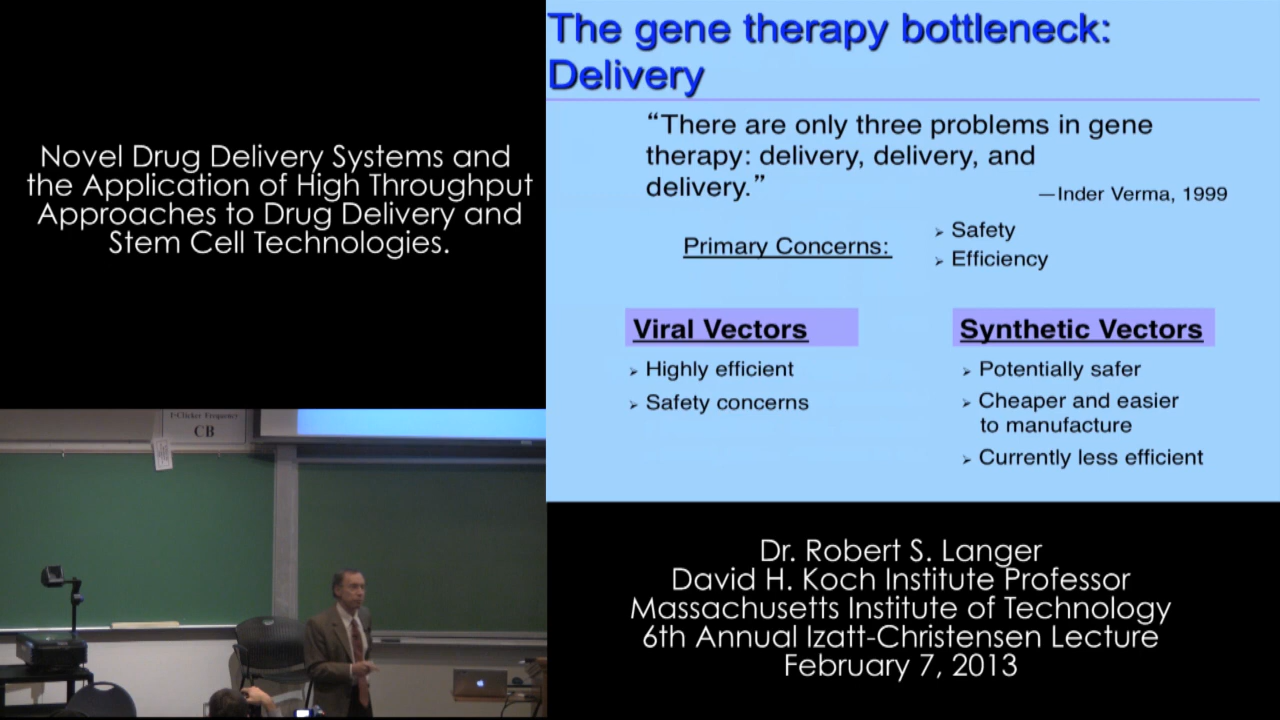 Novel Drug Delivery Systems and
the Application of High Throughput
Approaches to Drug Delivery and
Stem Cell Technologies.
The gene therapy bottleneck:
Delivery
“There are only three problems in gene
therapy: delivery, delivery, and
delivery.”
—Inder Verma, 1999
Primary Concerns:
➢ Safety
➢ Efficiency
Viral Vectors
➢ Highly efficient
➢ Safety concerns
Synthetic Vectors
➢ Potentially safer
➢ Cheaper and easier
to manufacture
➢ Currently less efficient
I-Clicker Frequency
CB
Dr. Robert S. Langer
David H. Koch Institute Professor
Massachusetts Institute of Technology
6th Annual Izatt-Christensen Lecture
February 7, 2013